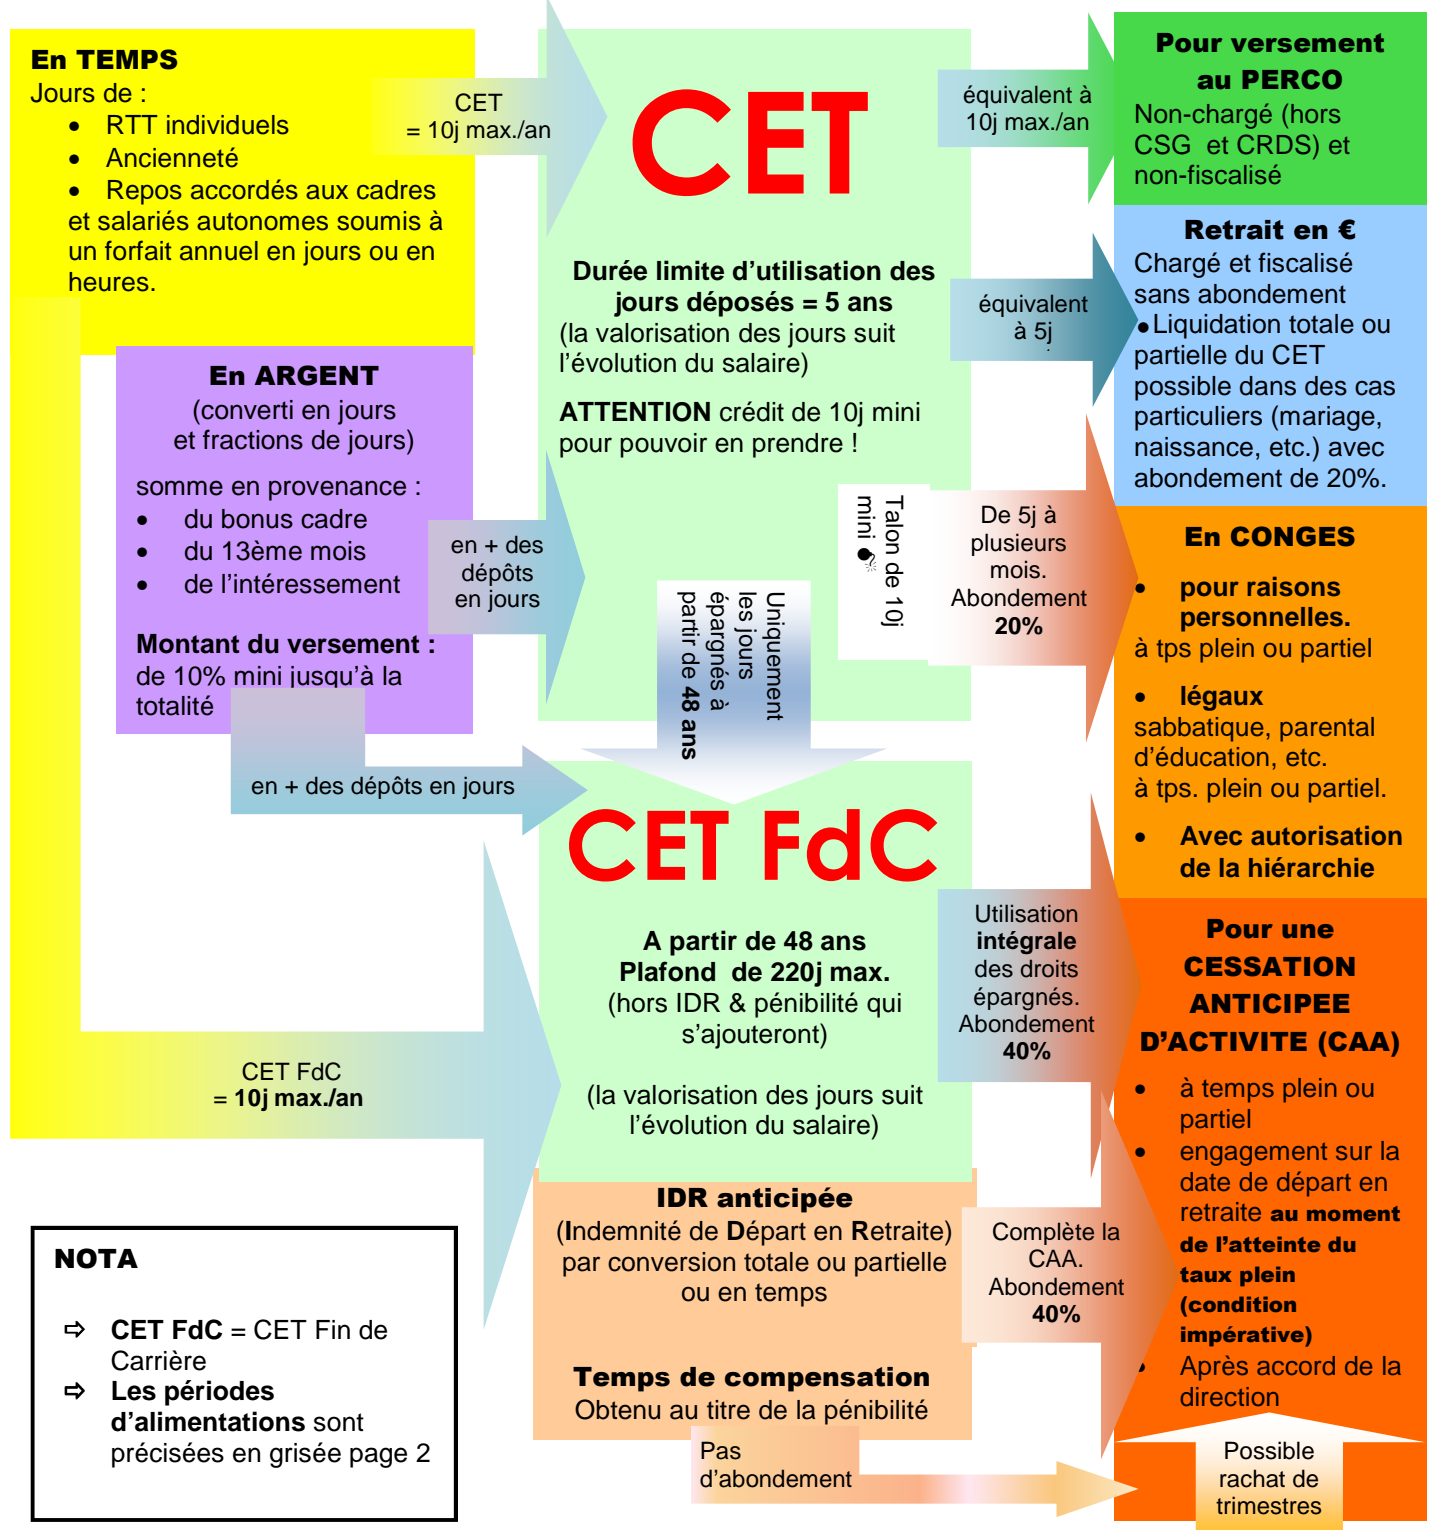 En TEMPS
Jours de :
• RTT individuels
• Ancienneté
• Repos accordés aux cadres
et salariés autonomes soumis à
un forfait annuel en jours ou en
heures.
CET
= 10j max./an
En ARGENT
(converti en jours
et fractions de jours)
somme en provenance :
• du bonus cadre
• du 13ème mois
• de l'intéressement
Montant du versement :
de 10% mini jusqu'à la
totalité
en + des
dépôts
en jours
en + des dépôts en jours
CET FdC
= 10j max./an
NOTA
⇨ CET FdC = CET Fin de
Carrière
⇨ Les périodes
d'alimentations sont
précisées en grisée page 2
CET
Durée limite d'utilisation des
jours déposés = 5 ans
(la valorisation des jours suit
l'évolution du salaire)
ATTENTION crédit de 10j mini
pour pouvoir en prendre !
Talon de 10j
mini 💣
Uniquement
les jours
épargnés à
partir de 48 ans
CET FdC
A partir de 48 ans
Plafond de 220j max.
(hors IDR & pénibilité qui
s'ajouteront)
(la valorisation des jours suit
l'évolution du salaire)
IDR anticipée
(Indemnité de Départ en Retraite)
par conversion totale ou partielle
ou en temps
Temps de compensation
Obtenu au titre de la pénibilité
Pas
d'abondement
équivalent à
10j max./an
équivalent
à 5j
De 5j à
plusieurs
mois.
Abondement
20%
Utilisation
intégrale
des droits
épargnés.
Abondement
40%
Complète la
CAA.
Abondement
40%
Pour versement
au PERCO
Non-chargé (hors
CSG et CRDS) et
non-fiscalisé
Retrait en €
Chargé et fiscalisé
sans abondement
●Liquidation totale ou
partielle du CET
possible dans des cas
particuliers (mariage,
naissance, etc.) avec
abondement de 20%.
En CONGES
• pour raisons
personnelles.
à tps plein ou partiel
• légaux
sabbatique, parental
d'éducation, etc.
à tps. plein ou partiel.
• Avec autorisation
de la hiérarchie
Pour une
CESSATION
ANTICIPEE
D'ACTIVITE (CAA)
• à temps plein ou
partiel
• engagement sur la
date de départ en
retraite au moment
de l'atteinte du
taux plein
(condition
impérative)
• Après accord de la
direction
Possible
rachat de
trimestres